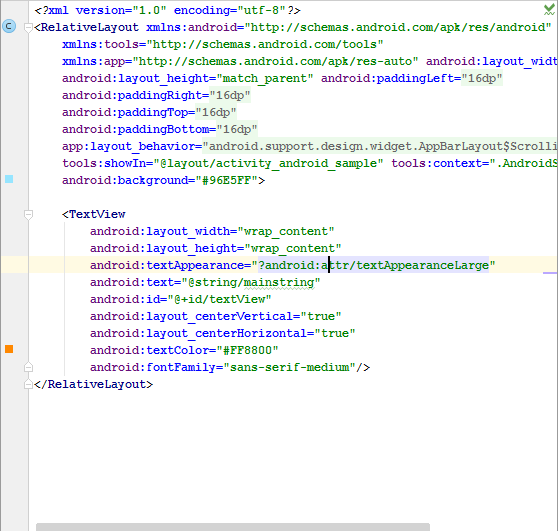 <?xml version="1.0" encoding="utf-8"?>
C <RelativeLayout xmlns:android="http://schemas.android.com/apk/res/android"
xmlns:tools="http://schemas.android.com/tools"
xmlns:app="http://schemas.android.com/apk/res-auto" android:layout_widt
android:layout_height="match_parent" android:paddingLeft="16dp"
android:paddingRight="16dp"
android:paddingTop="16dp"
android:paddingBottom="16dp"
app:layout_behavior="android.support.design.widget.AppBarLayout$Scrolli
tools:showIn="@layout/activity_android_sample" tools:context=".AndroidS
android:background="#96E5FF">
<TextView
android:layout_width="wrap_content"
android:layout_height="wrap_content"
android:textAppearance="?android:attr/textAppearanceLarge"
android:text="@string/mainstring"
android:id="@+id/textView"
android:layout_centerVertical="true"
android:layout_centerHorizontal="true"
android:textColor="#FF8800"
android:fontFamily="sans-serif-medium"/>
</RelativeLayout>